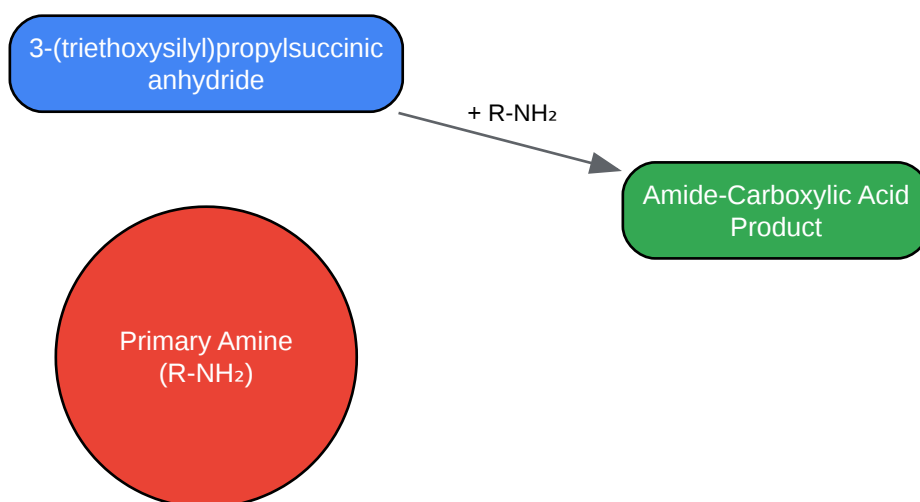 3-(triethoxysilyl)propylsuccinic
anhydride
+ R-NH₂
Amide-Carboxylic Acid
Product
Primary Amine
(R-NH₂)